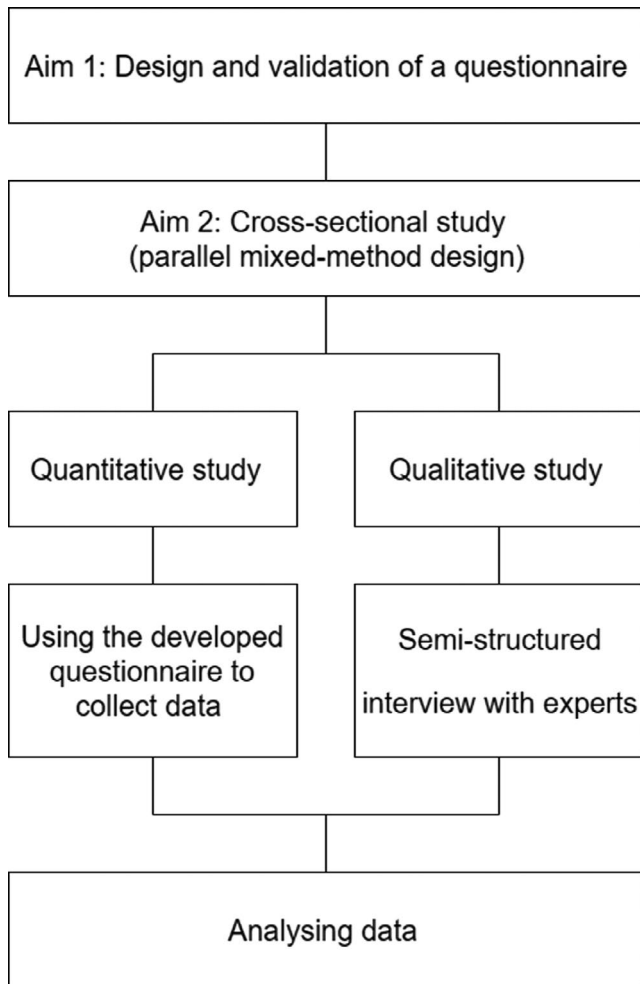 Aim 1: Design and validation of a questionnaire
Aim 2: Cross-sectional study
(parallel mixed-method design)
Quantitative study
Qualitative study
Using the developed
questionnaire to
collect data
Semi-structured
interview with experts
Analysing data